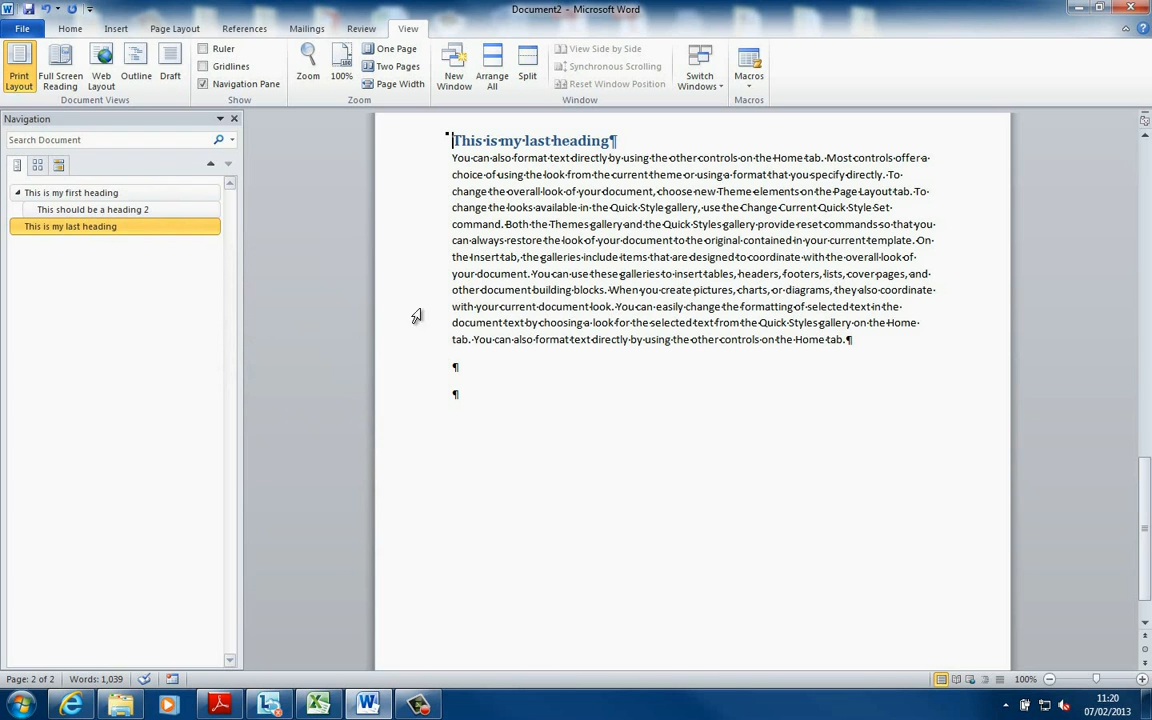 Document2 - Microsoft Word
File Home Insert Page Layout References Mailings Review View
Print Layout
Full Screen Reading
Web Layout
Outline
Draft
Document Views
Ruler
Gridlines
Navigation Pane
Show
Zoom
100%
One Page
Two Pages
Page Width
Zoom
New Window
Arrange All
Split
View Side by Side
Synchronous Scrolling
Reset Window Position
Window
Switch Windows
Macros
Macros
Navigation
Search Document
This is my first heading
This should be a heading 2
This is my last heading
This·is·my·last·heading¶
You·can·also·format·text·directly·by·using·the·other·controls·on·the·Home·tab.·Most·controls·offer·a·
choice·of·using·the·look·from·the·current·theme·or·using·a·format·that·you·specify·directly.·To·
change·the·overall·look·of·your·document,·choose·new·Theme·elements·on·the·Page·Layout·tab.·To·
change·the·looks·available·in·the·Quick·Style·gallery,·use·the·Change·Current·Quick·Style·Set·
command.·Both·the·Themes·gallery·and·the·Quick·Styles·gallery·provide·reset·commands·so·that·you·
can·always·restore·the·look·of·your·document·to·the·original·contained·in·your·current·template.·On·
the·Insert·tab,·the·galleries·include·items·that·are·designed·to·coordinate·with·the·overall·look·of·
your·document.·You·can·use·these·galleries·to·insert·tables,·headers,·footers,·lists,·cover·pages,·and·
other·document·building·blocks.·When·you·create·pictures,·charts,·or·diagrams,·they·also·coordinate·
with·your·current·document·look.·You·can·easily·change·the·formatting·of·selected·text·in·the·
document·text·by·choosing·a·look·for·the·selected·text·from·the·Quick·Styles·gallery·on·the·Home·
tab.·You·can·also·format·text·directly·by·using·the·other·controls·on·the·Home·tab.¶
¶
¶
Page: 2 of 2 Words: 1,039 100%
11:20
07/02/2013